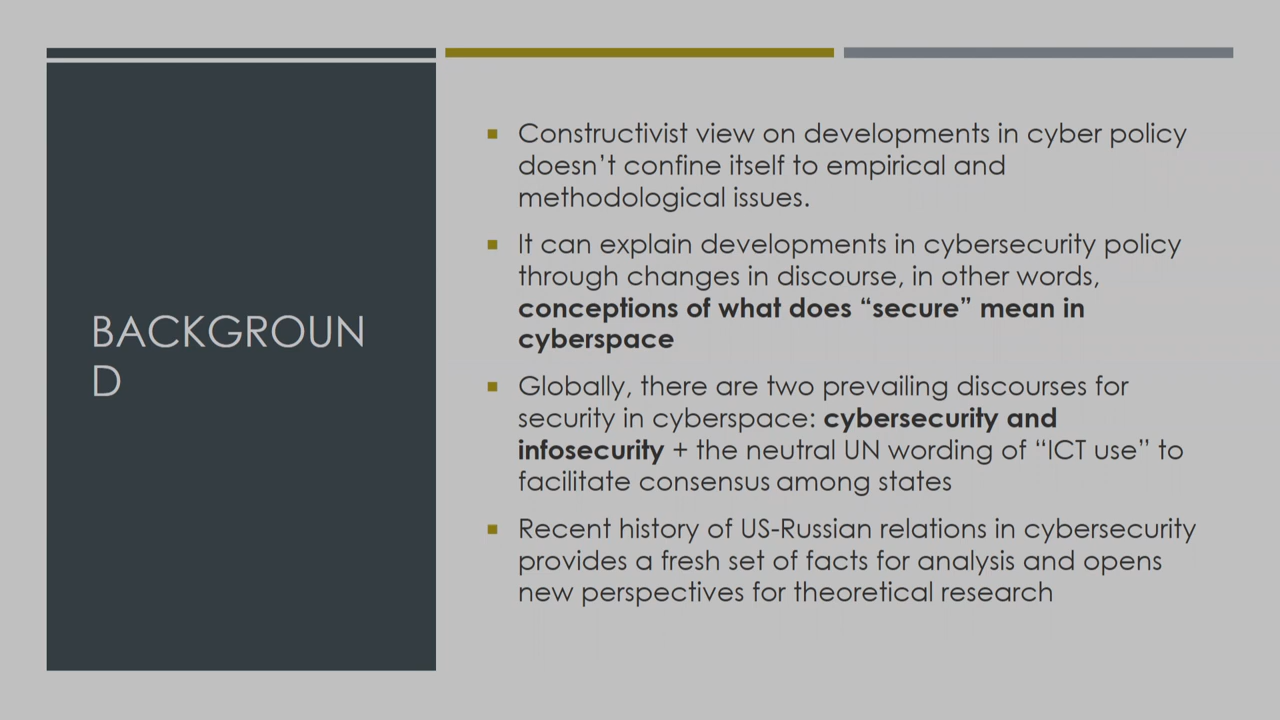 BACKGROUN
D
Constructivist view on developments in cyber policy
doesn’t confine itself to empirical and
methodological issues.
It can explain developments in cybersecurity policy
through changes in discourse, in other words,
conceptions of what does “secure” mean in
cyberspace
Globally, there are two prevailing discourses for
security in cyberspace: cybersecurity and
infosecurity + the neutral UN wording of “ICT use” to
facilitate consensus among states
Recent history of US-Russian relations in cybersecurity
provides a fresh set of facts for analysis and opens
new perspectives for theoretical research